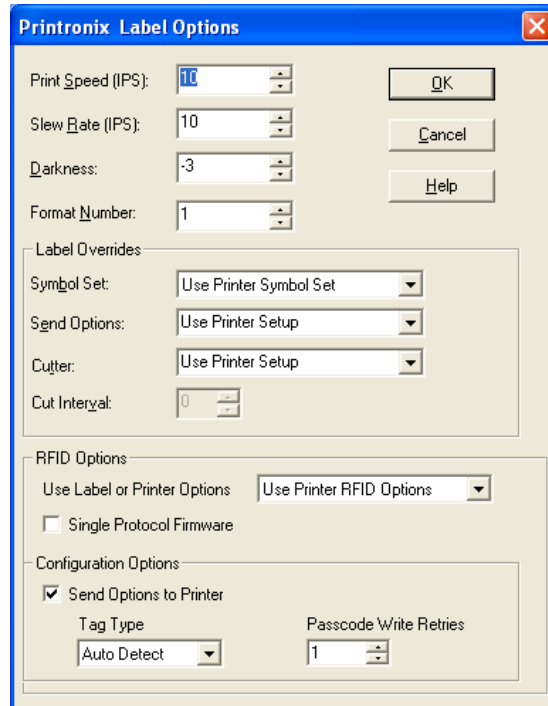 Printronix Label Options
Print Speed (IPS): 10 OK
Slew Rate (IPS): 10 Cancel
Darkness: -3 Help
Format Number: 1
Label Overrides
Symbol Set: Use Printer Symbol Set
Send Options: Use Printer Setup
Cutter: Use Printer Setup
Cut Interval: 0
RFID Options
Use Label or Printer Options Use Printer RFID Options
Single Protocol Firmware
Configuration Options
Send Options to Printer
Tag Type Passcode Write Retries
Auto Detect 1